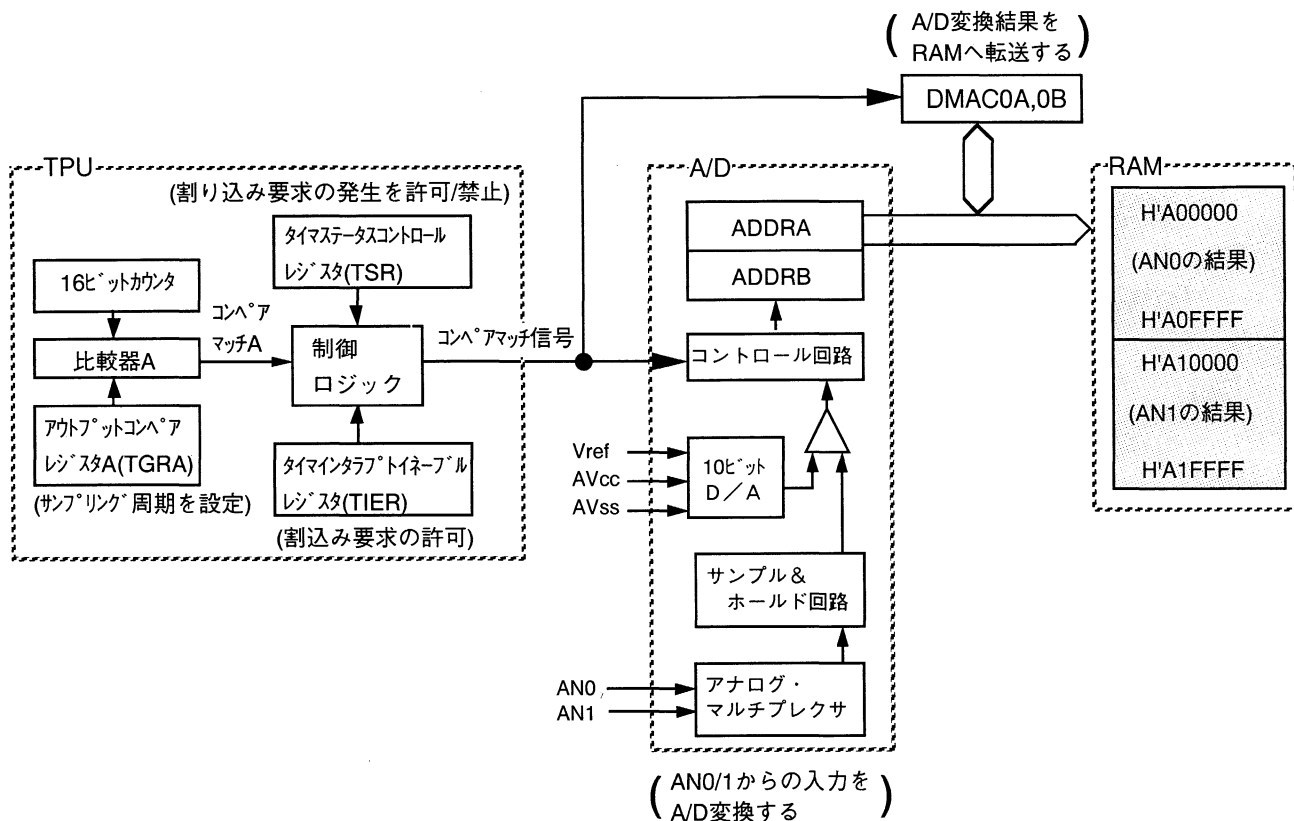 A/D変換結果を
RAMへ転送する
DMAC0A,0B
TPU
(割り込み要求の発生を許可/禁止)
タイマステータスコントロール
レジスタ(TSR)
16ビットカウンタ
コンペア
マッチA
比較器A
制御
ロジック
コンペアマッチ信号
アウトプットコンペア
レジスタA(TGRA)
(サンプリング周期を設定)
タイマインタラプトイネーブル
レジスタ(TIER)
(割込み要求の許可)
A/D
ADDRA
ADDRB
コントロール回路
Vref
AVcc
AVss
10ビット
D/A
サンプル&
ホールド回路
AN0
AN1
アナログ・
マルチプレクサ
(AN0/1からの入力を
A/D変換する)
RAM
H'A00000
(AN0の結果)
H'A0FFFF
H'A10000
(AN1の結果)
H'A1FFFF